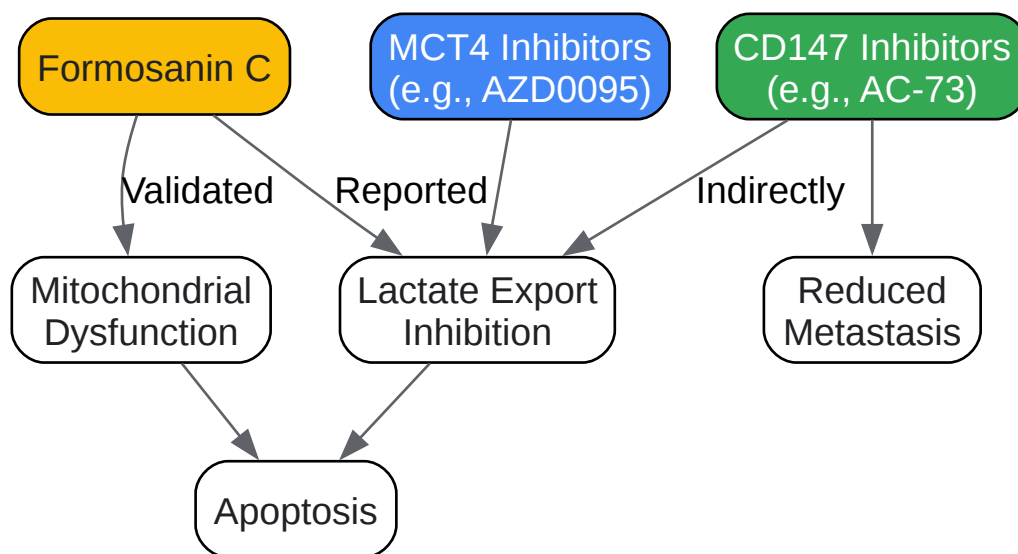 Formosanin C
MCT4 Inhibitors
(e.g., AZD0095)
CD147 Inhibitors
(e.g., AC-73)
Validated
Reported
Indirectly
Mitochondrial
Dysfunction
Lactate Export
Inhibition
Reduced
Metastasis
Apoptosis